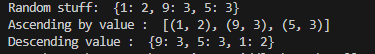 Random stuff:  {1: 2, 9: 3, 5: 3}
Ascending by value :  [(1, 2), (9, 3), (5, 3)]
Descending value :  {9: 3, 5: 3, 1: 2}